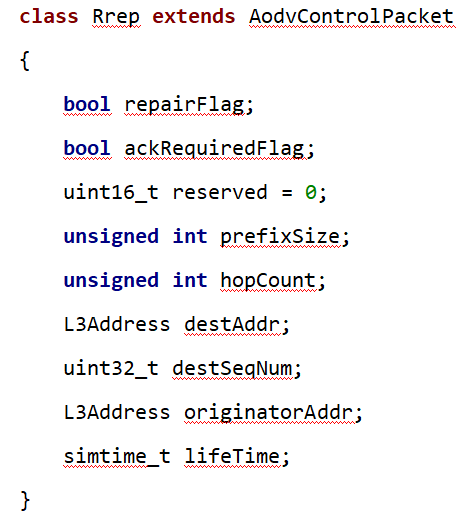 class Rrep extends AodvControlPacket
{
bool repairFlag;
bool ackRequiredFlag;
uint16_t reserved = 0;
unsigned int prefixSize;
unsigned int hopCount;
L3Address destAddr;
uint32_t destSeqNum;
L3Address originatorAddr;
simtime_t lifeTime;
}